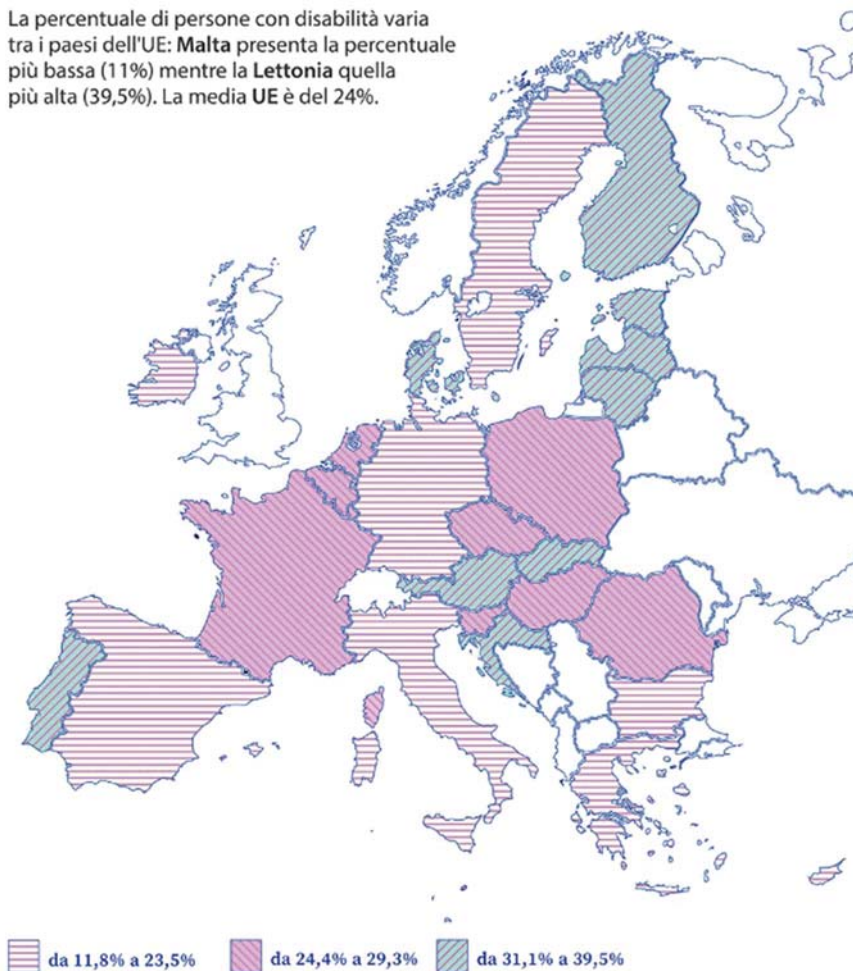 La percentuale di persone con disabilità varia
tra i paesi dell'UE: Malta presenta la percentuale
più bassa (11%) mentre la Lettonia quella
più alta (39,5%). La media UE è del 24%.
da 11,8% a 23,5%
da 24,4% a 29,3%
da 31,1% a 39,5%